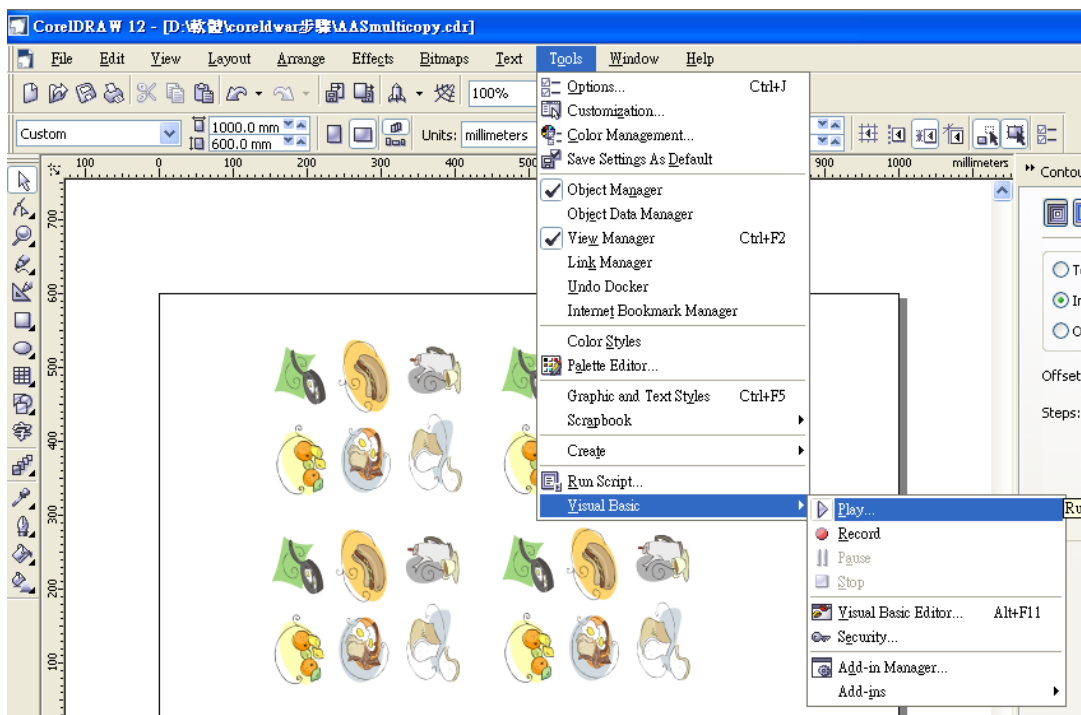 CorelDRAW 12 - [D:\軟體\coreldwar步驟\AASmulticopy.cdr]
File Edit View Layout Arrange Effects Bitmaps Text Tools Window Help
100%
Custom 1000.0 mm 600.0 mm Units: millimeters
100 0 100 200 300 400 500 900 1000 millimeters
700
600
500
400
300
200
100
字
Options... Ctrl+J
Customization...
Color Management...
Save Settings As Default
Object Manager
Object Data Manager
View Manager Ctrl+F2
Link Manager
Undo Docker
Internet Bookmark Manager
Color Styles
Palette Editor...
Graphic and Text Styles Ctrl+F5
Scrapbook
Create
Run Script...
Visual Basic
Play...
Record
Pause
Stop
Visual Basic Editor... Alt+F11
Security...
Add-in Manager...
Add-ins
Ru
Contou
To
In
O
Offset
Steps: